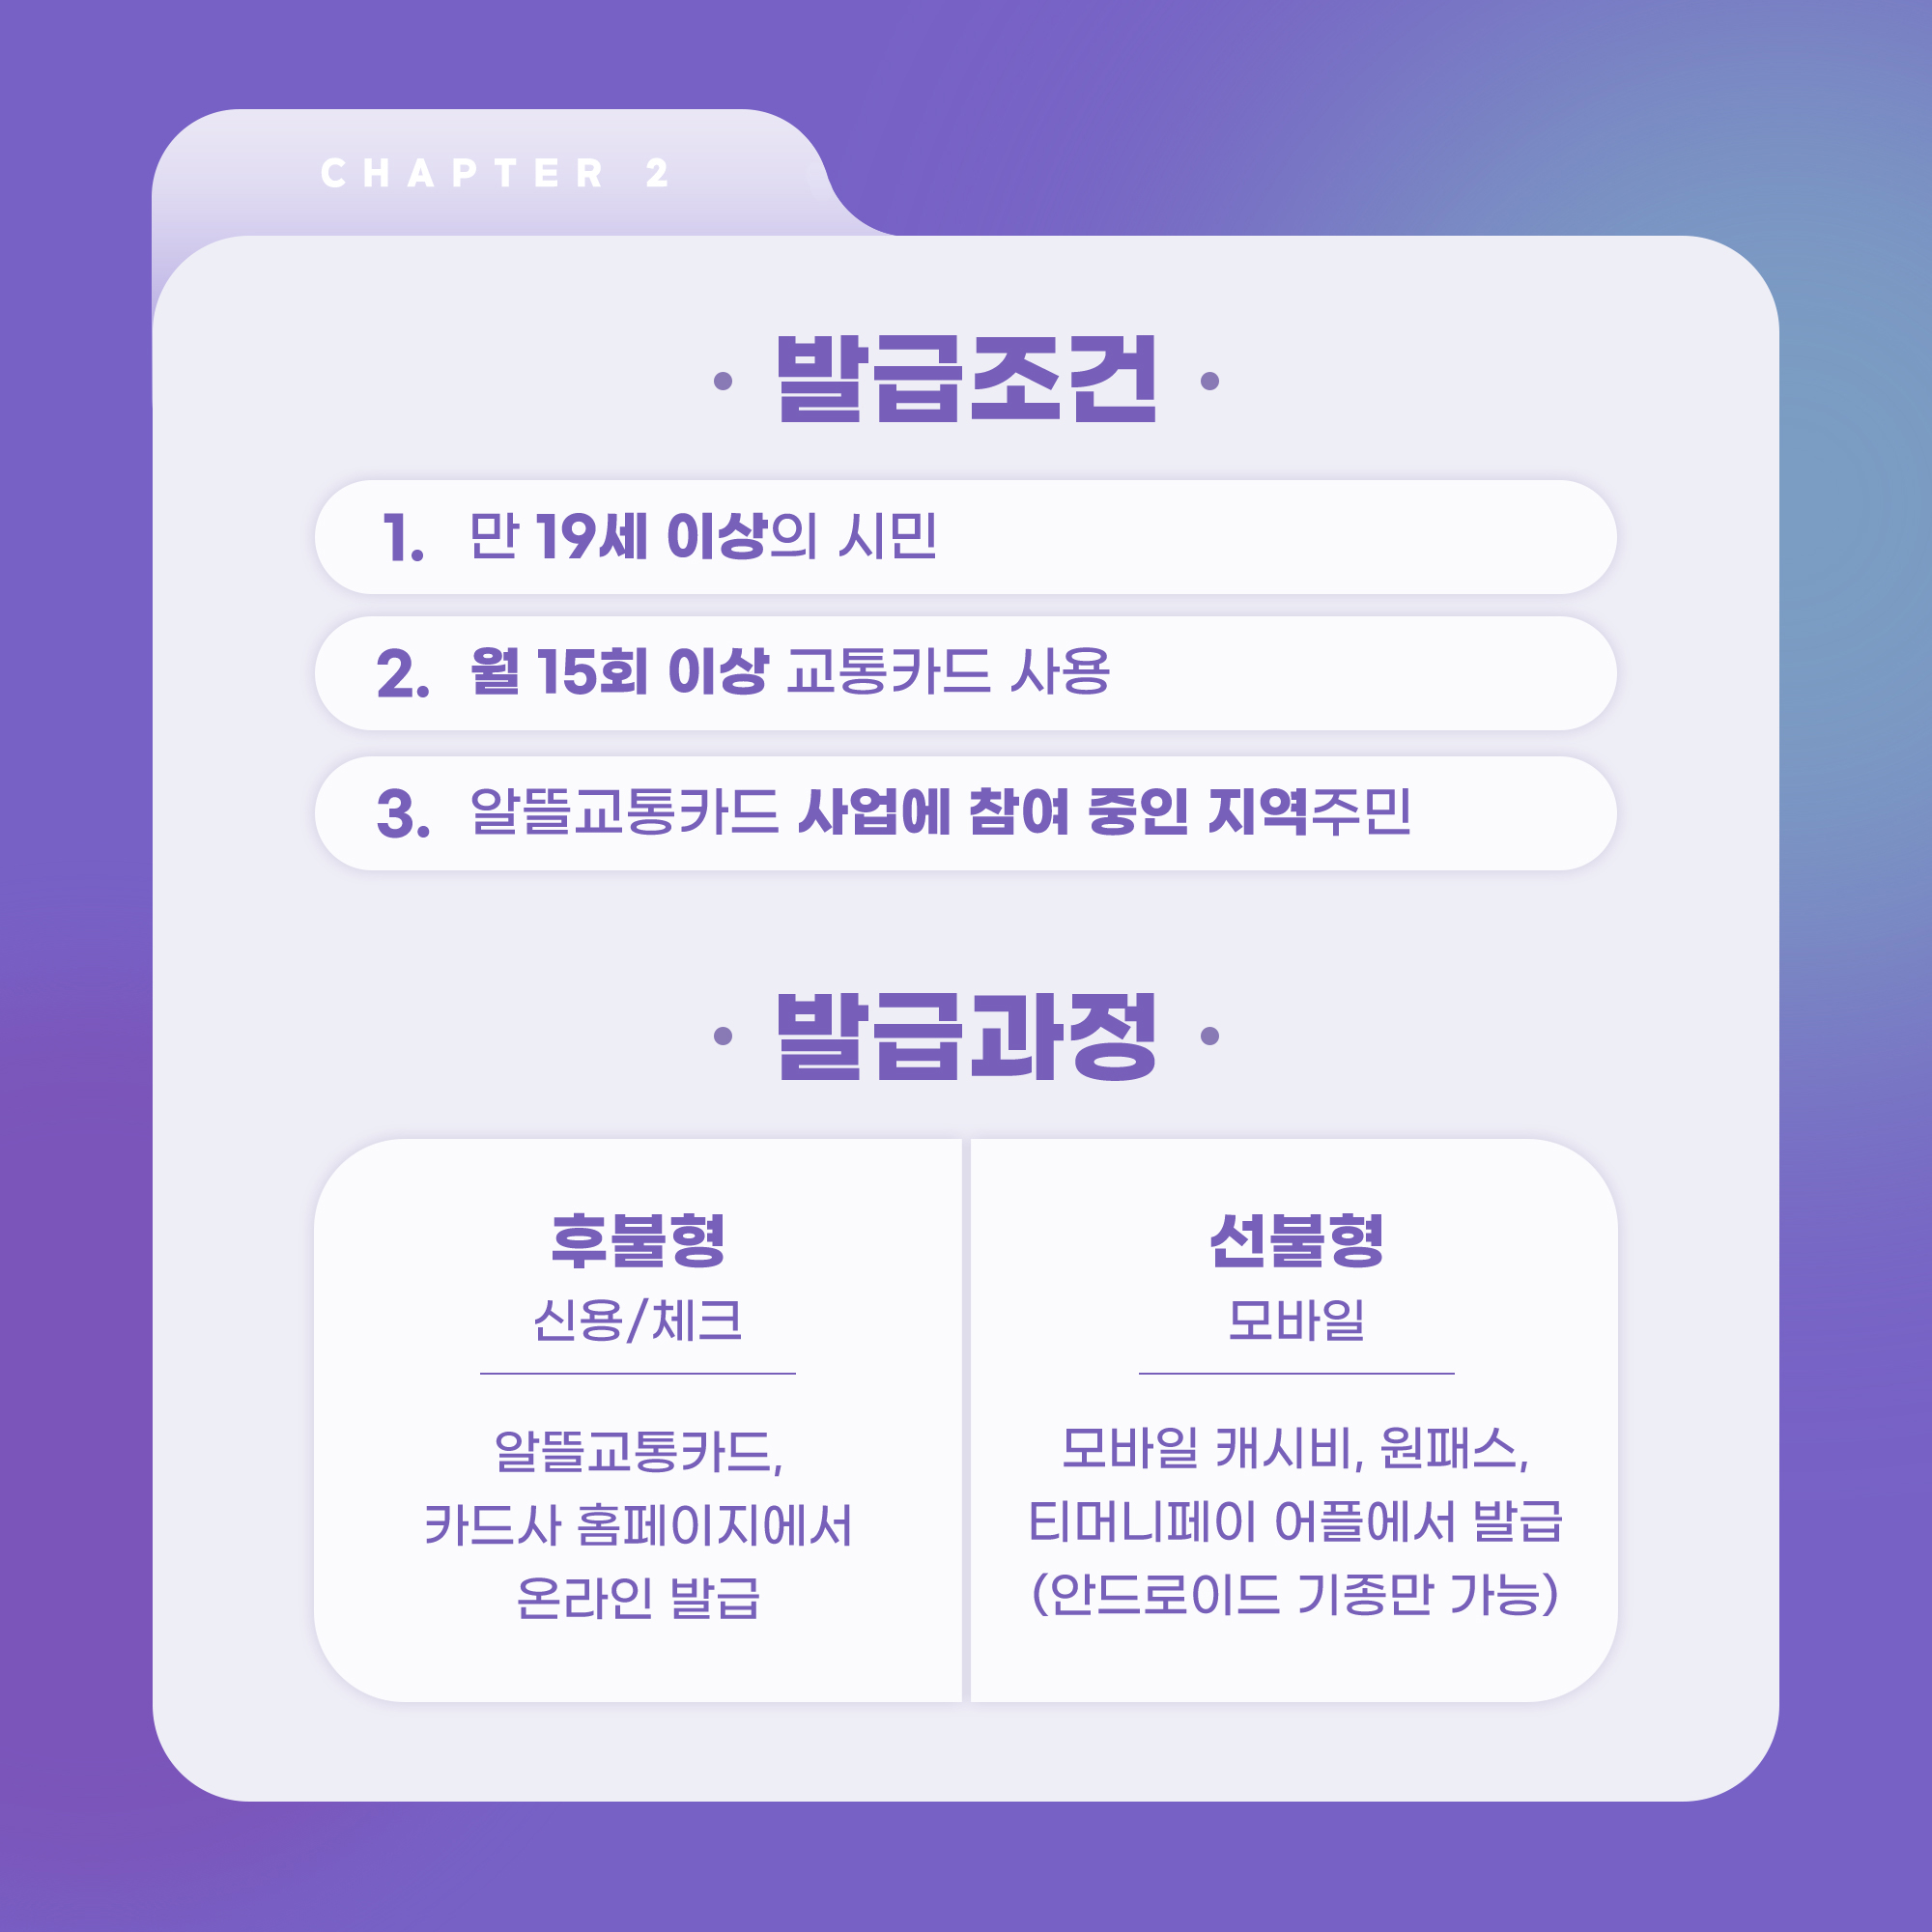 CHAPTER 2
· 발급조건 ·
1. 만 19세 이상의 시민
2. 월 15회 이상 교통카드 사용
3. 알뜰교통카드 사업에 참여 중인 지역주민
· 발급과정 ·
후불형
신용/체크
알뜰교통카드,
카드사 홈페이지에서
온라인 발급
선불형
모바일
모바일 캐시비, 원패스,
티머니페이 어플에서 발급
(안드로이드 기종만 가능)